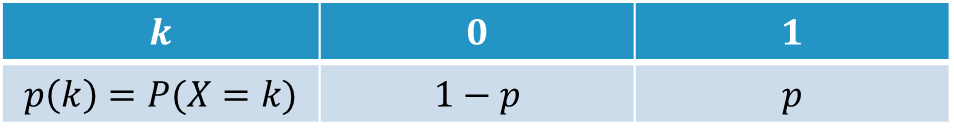 k 0 1
p(k) = P(X = k) 1 − p p